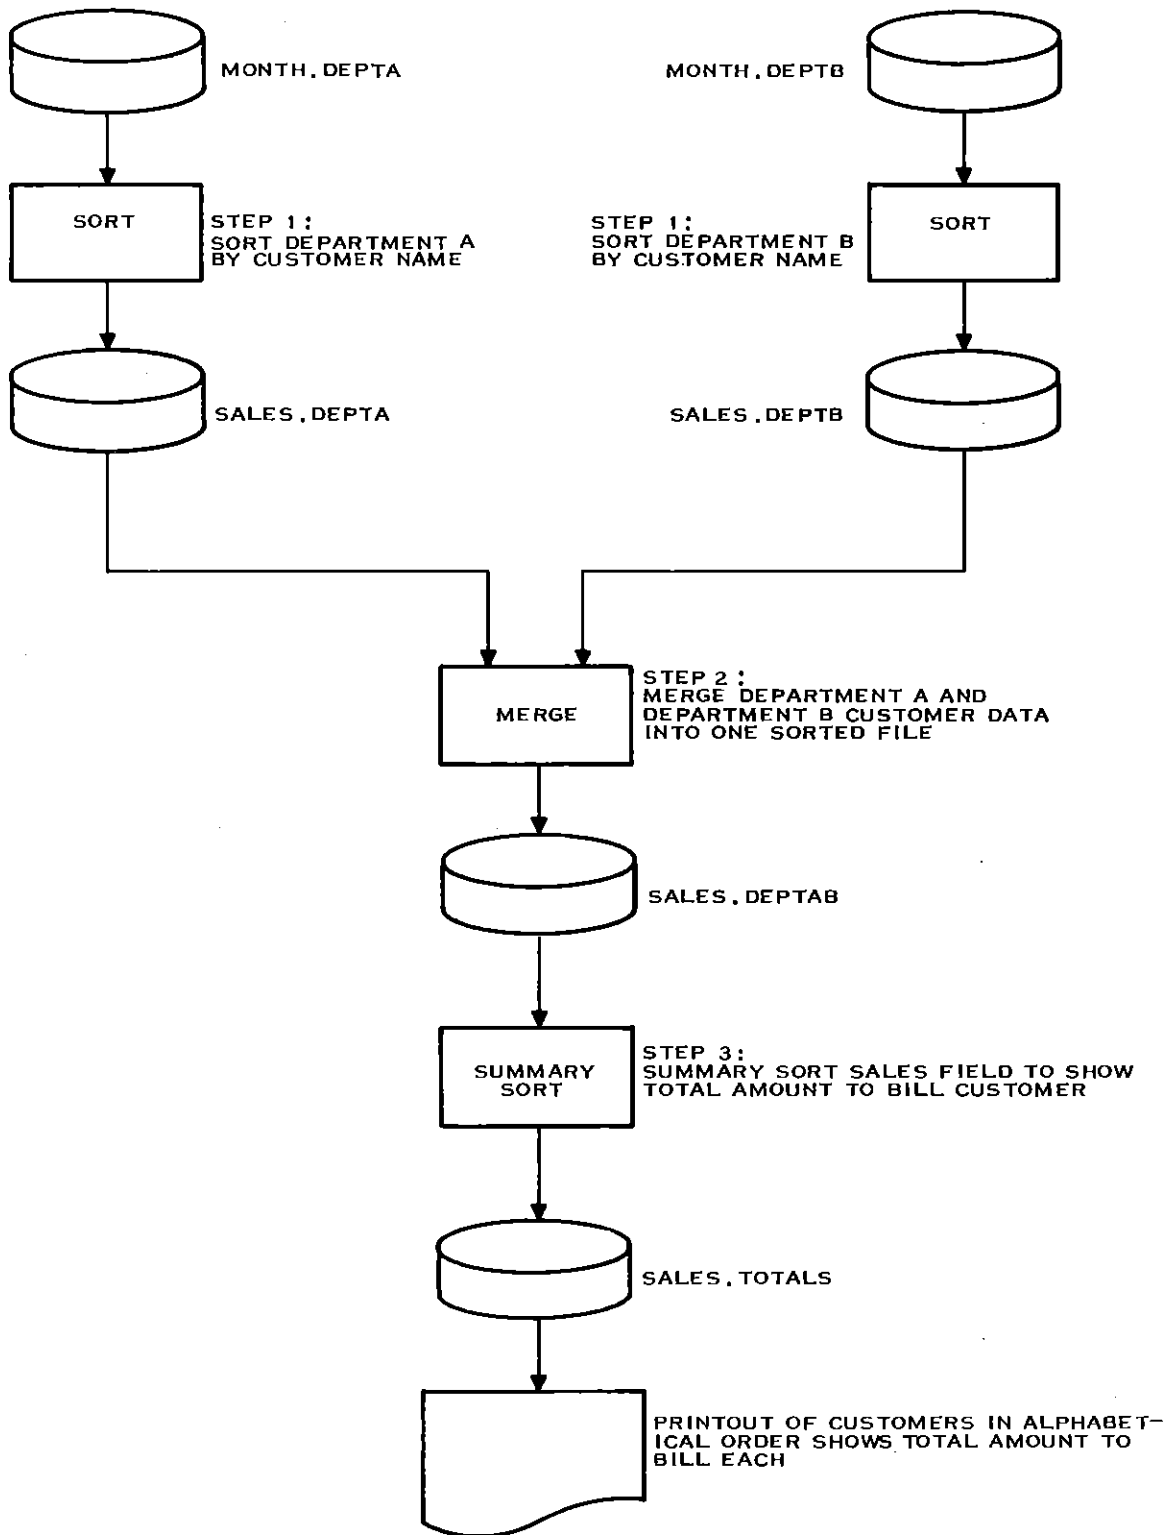 MONTH.DEPTA
MONTH.DEPTB
SORT
STEP 1:
SORT DEPARTMENT A
BY CUSTOMER NAME
STEP 1:
SORT DEPARTMENT B
BY CUSTOMER NAME
SORT
SALES.DEPTA
SALES.DEPTB
MERGE
STEP 2:
MERGE DEPARTMENT A AND
DEPARTMENT B CUSTOMER DATA
INTO ONE SORTED FILE
SALES.DEPTAB
SUMMARY
SORT
STEP 3:
SUMMARY SORT SALES FIELD TO SHOW
TOTAL AMOUNT TO BILL CUSTOMER
SALES.TOTALS
PRINTOUT OF CUSTOMERS IN ALPHABET-
ICAL ORDER SHOWS TOTAL AMOUNT TO
BILL EACH